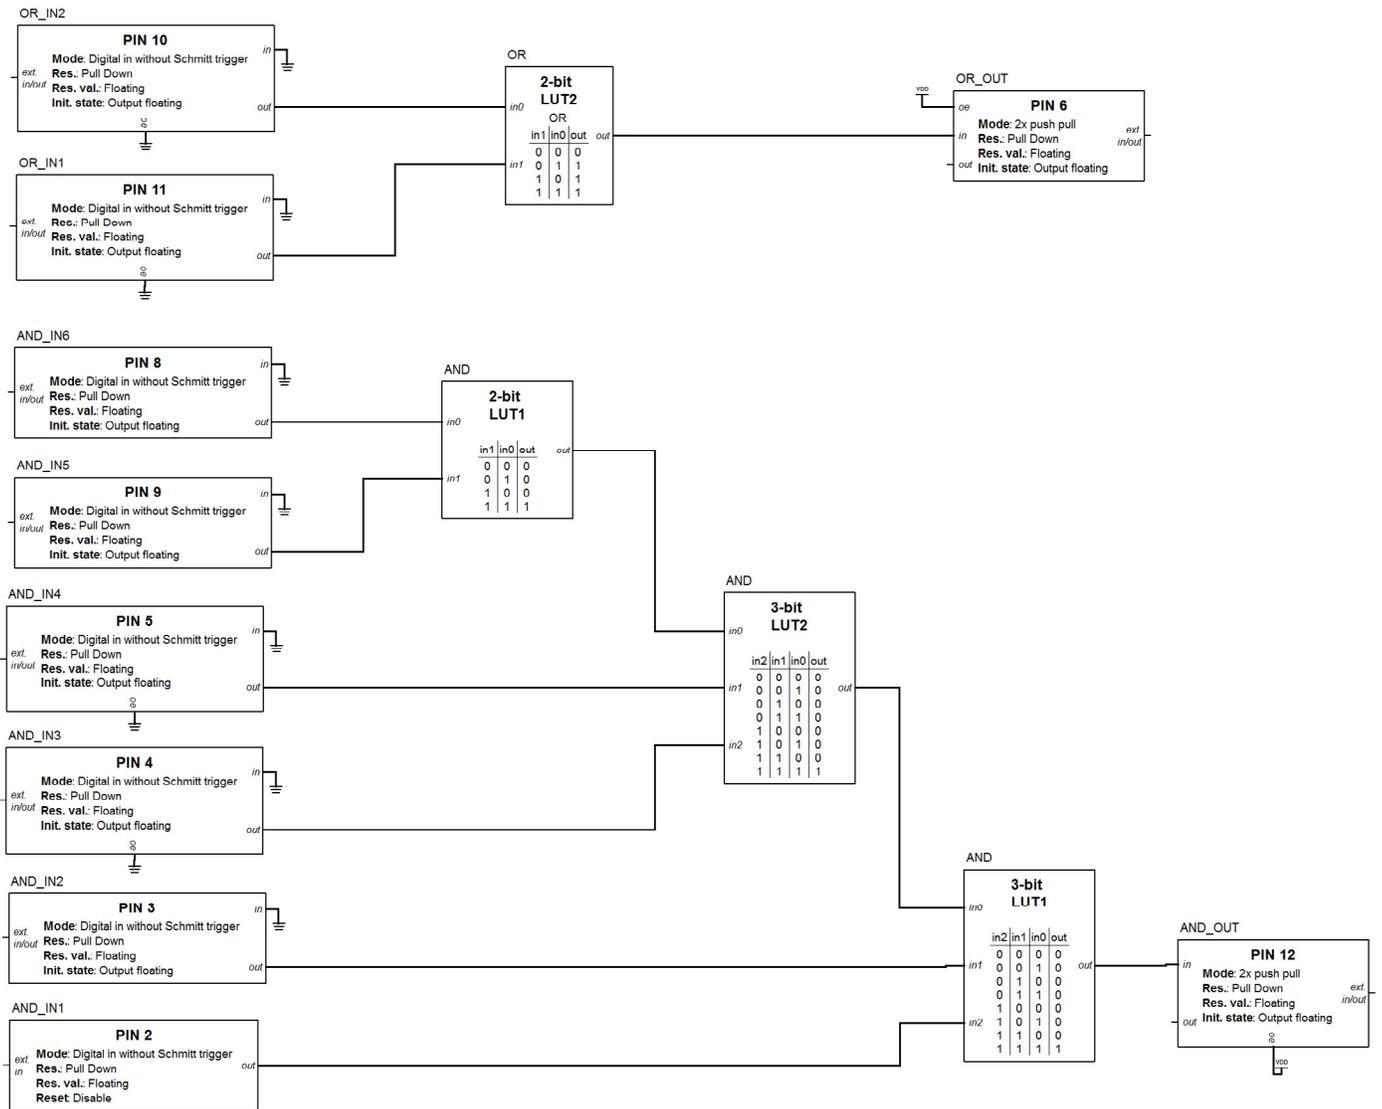 OR_IN2
PIN 10
Mode: Digital in without Schmitt trigger
Res.: Pull Down
Res. val.: Floating
Init. state: Output floating
ext.
in/out
in
out
oe
OR_IN1
PIN 11
Mode: Digital in without Schmitt trigger
Res.: Pull Down
Res. val.: Floating
Init. state: Output floating
ext.
in/out
in
out
oe
OR
2-bit
LUT2
OR
in1 in0 out
0 0 0
0 1 1
1 0 1
1 1 1
in0
in1
out
OR_OUT
VDD
PIN 6
Mode: 2x push pull
Res.: Pull Down
Res. val.: Floating
Init. state: Output floating
oe
in
out
ext.
in/out
AND_IN6
PIN 8
Mode: Digital in without Schmitt trigger
Res.: Pull Down
Res. val.: Floating
Init. state: Output floating
ext.
in/out
in
out
AND_IN5
PIN 9
Mode: Digital in without Schmitt trigger
Res.: Pull Down
Res. val.: Floating
Init. state: Output floating
ext.
in/out
in
out
AND
2-bit
LUT1
in1 in0 out
0 0 0
0 1 0
1 0 0
1 1 1
in0
in1
out
AND_IN4
PIN 5
Mode: Digital in without Schmitt trigger
Res.: Pull Down
Res. val.: Floating
Init. state: Output floating
ext.
in/out
in
out
oe
AND_IN3
PIN 4
Mode: Digital in without Schmitt trigger
Res.: Pull Down
Res. val.: Floating
Init. state: Output floating
ext.
in/out
in
out
oe
AND
3-bit
LUT2
in2 in1 in0 out
0 0 0 0
0 0 1 0
0 1 0 0
0 1 1 0
1 0 0 0
1 0 1 0
1 1 0 0
1 1 1 1
in0
in1
in2
out
AND_IN2
PIN 3
Mode: Digital in without Schmitt trigger
Res.: Pull Down
Res. val.: Floating
Init. state: Output floating
ext.
in/out
in
out
AND_IN1
PIN 2
Mode: Digital in without Schmitt trigger
Res.: Pull Down
Res. val.: Floating
Reset: Disable
ext.
in
out
AND
3-bit
LUT1
in2 in1 in0 out
0 0 0 0
0 0 1 0
0 1 0 0
0 1 1 0
1 0 0 0
1 0 1 0
1 1 0 0
1 1 1 1
in0
in1
in2
out
AND_OUT
PIN 12
Mode: 2x push pull
Res.: Pull Down
Res. val.: Floating
Init. state: Output floating
in
out
ext.
in/out
oe
VDD